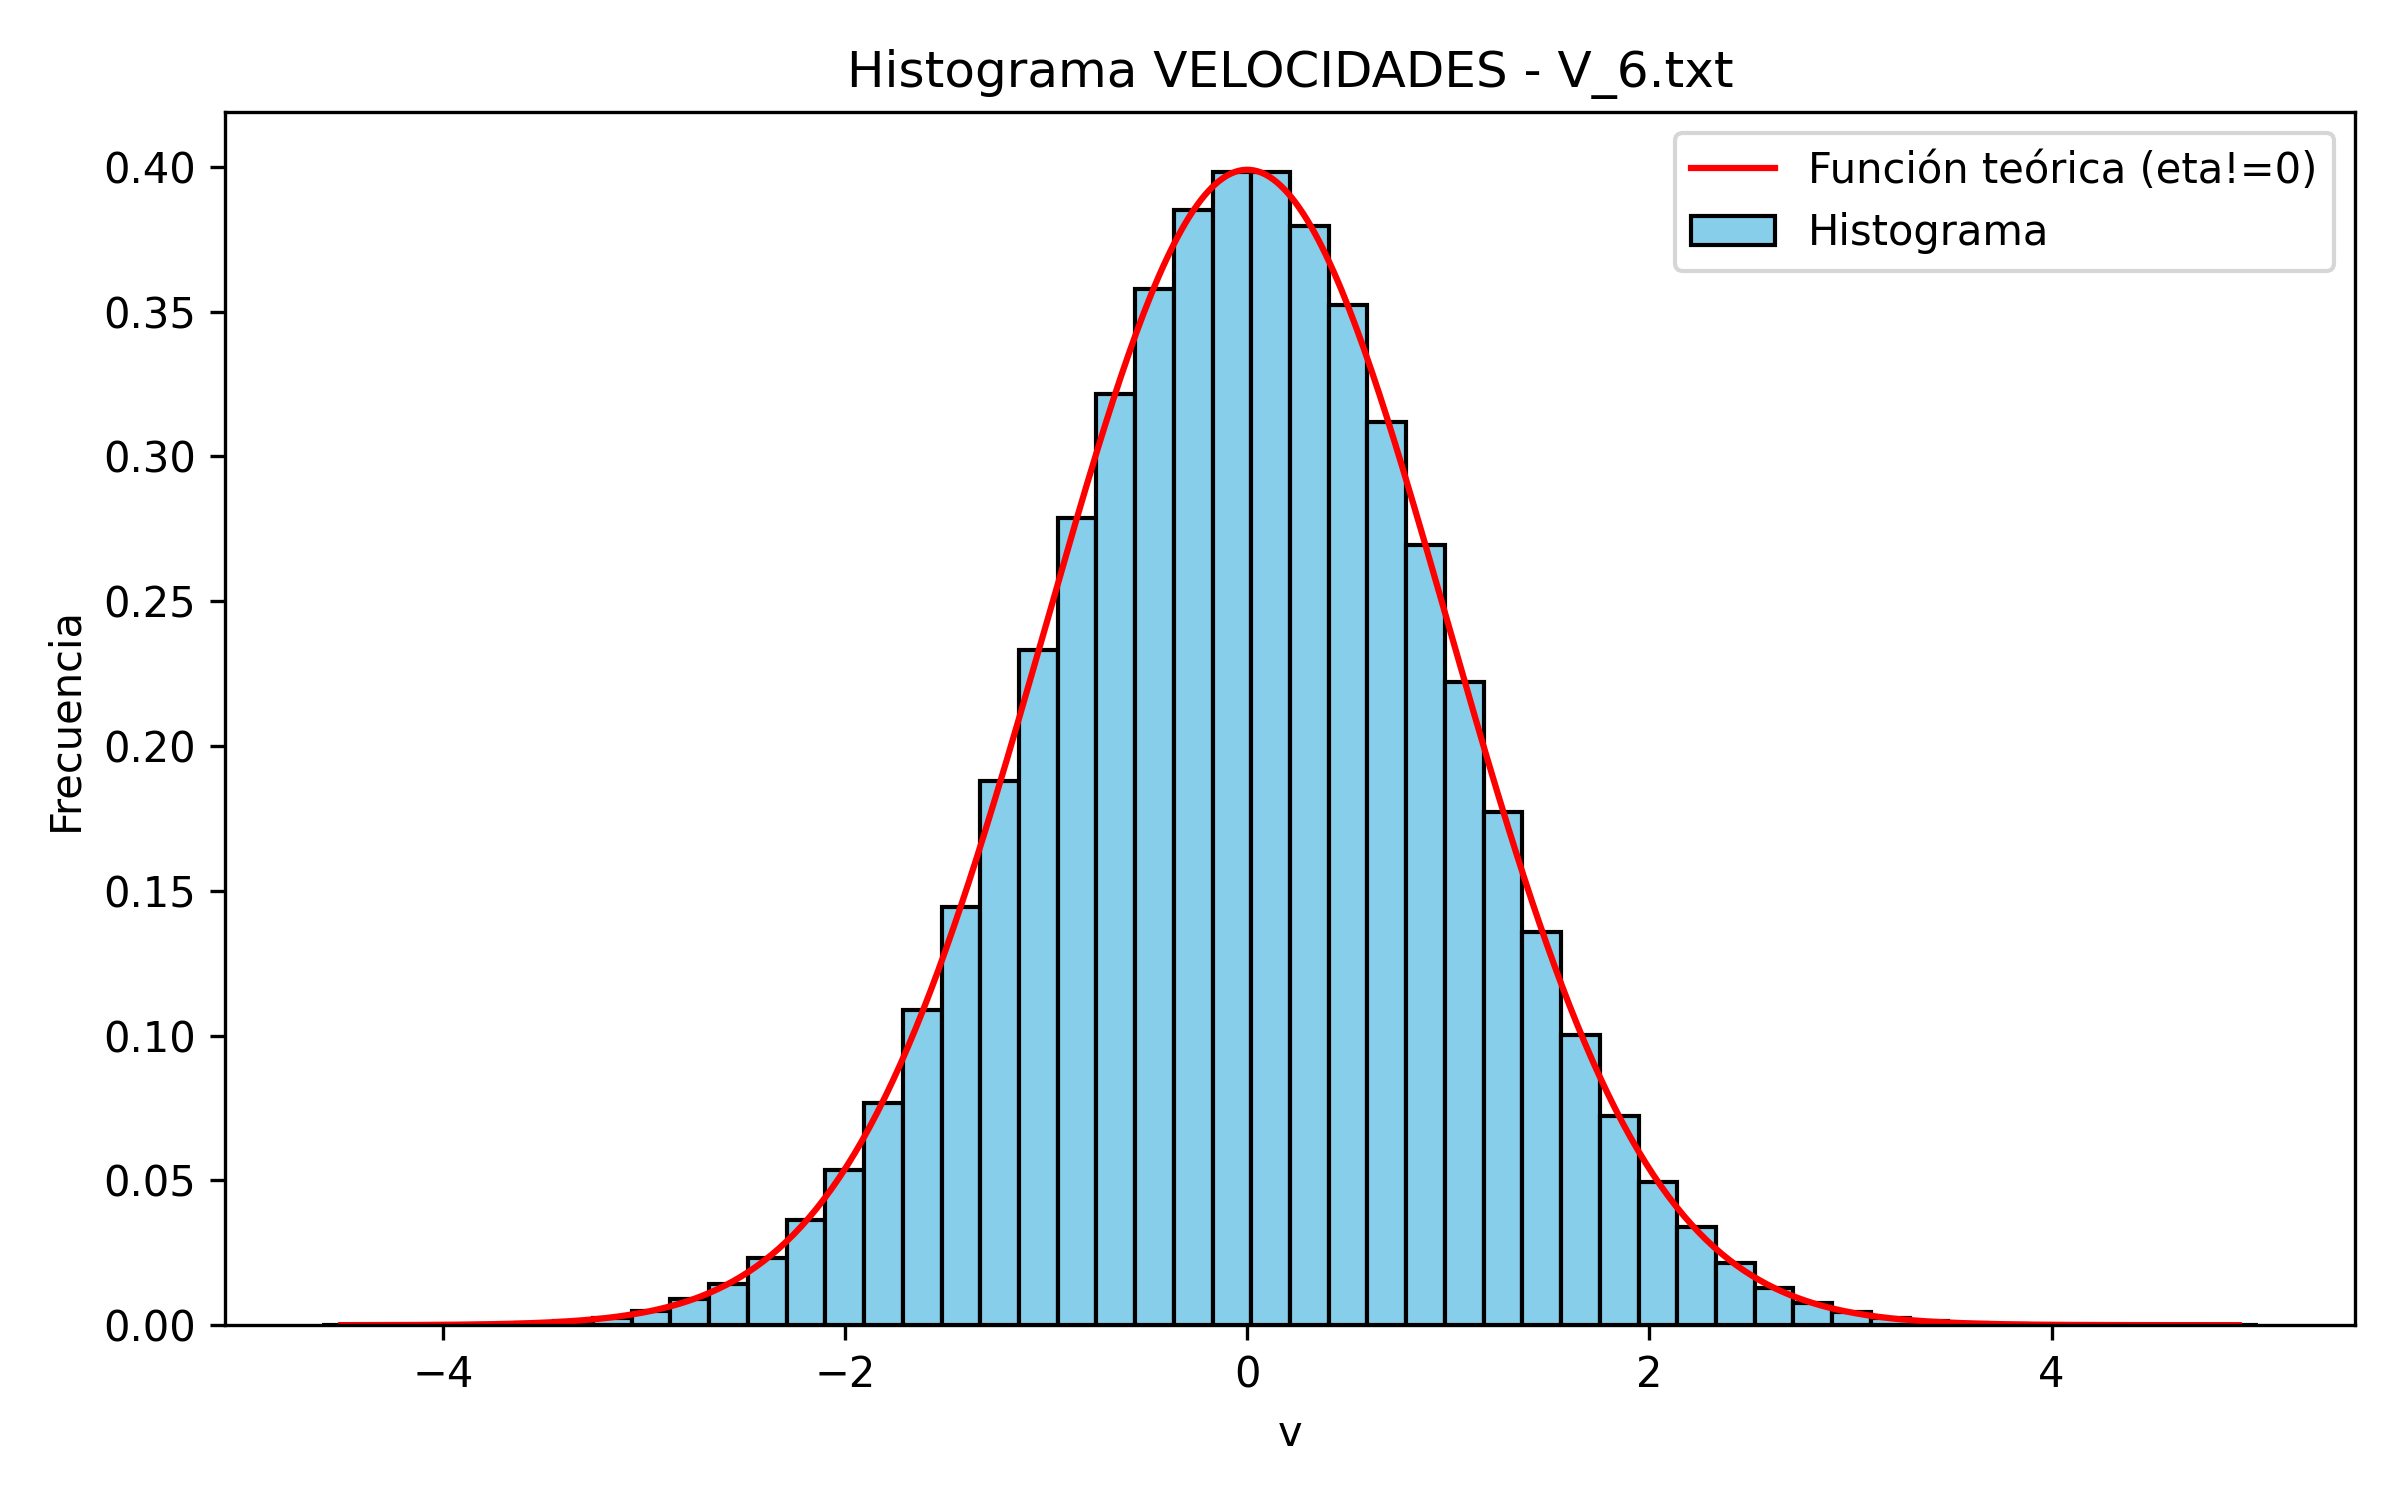 Histograma VELOCIDADES - V_6.txt
Función teórica (eta!=0)
Histograma
Frecuencia
0.40
0.35
0.30
0.25
0.20
0.15
0.10
0.05
0.00
−4
−2
0
2
4
v